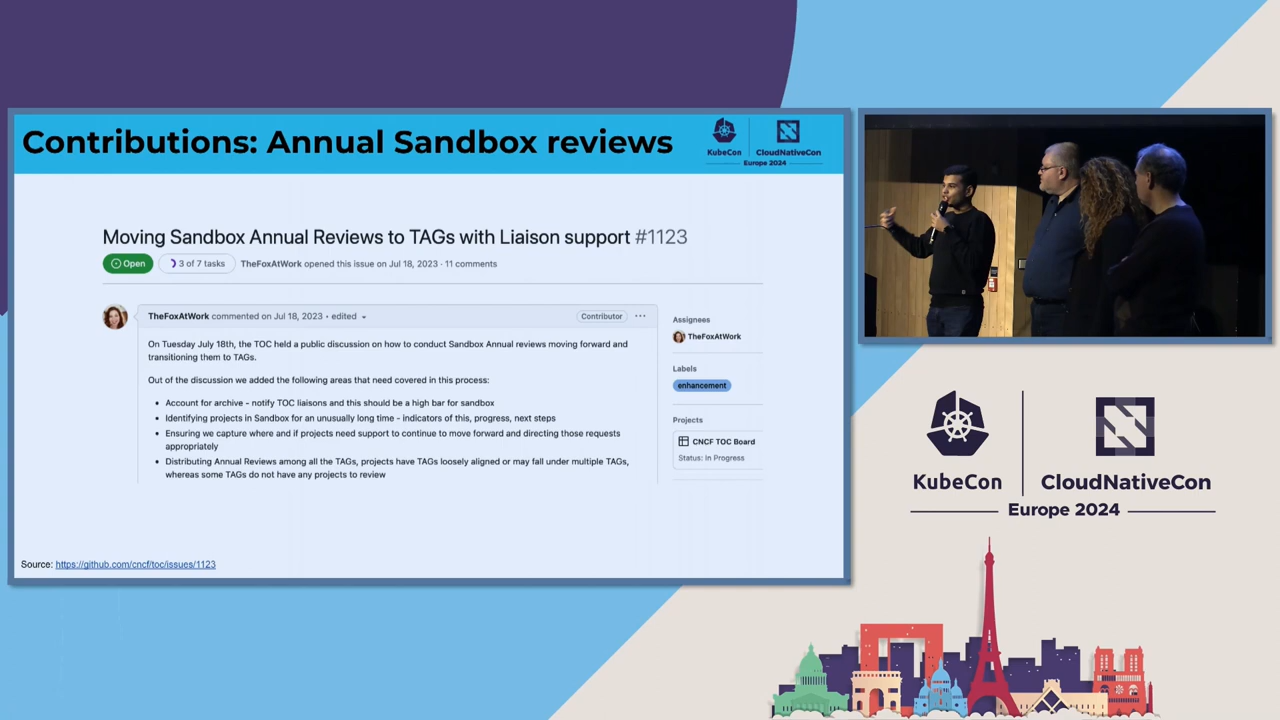 Contributions: Annual Sandbox reviews
KubeCon
CloudNativeCon
Europe 2024
Moving Sandbox Annual Reviews to TAGs with Liaison support #1123
Open
3 of 7 tasks
TheFoxAtWork opened this issue on Jul 18, 2023 · 11 comments
TheFoxAtWork commented on Jul 18, 2023 • edited
Contributor
On Tuesday July 18th, the TOC held a public discussion on how to conduct Sandbox Annual reviews moving forward and
transitioning them to TAGs.
Out of the discussion we added the following areas that need covered in this process:
• Account for archive - notify TOC liaisons and this should be a high bar for sandbox
• Identifying projects in Sandbox for an unusually long time - indicators of this, progress, next steps
• Ensuring we capture where and if projects need support to continue to move forward and directing those requests
appropriately
• Distributing Annual Reviews among all the TAGs, projects have TAGs loosely aligned or may fall under multiple TAGs,
whereas some TAGs do not have any projects to review
Assignees
TheFoxAtWork
Labels
enhancement
Projects
CNCF TOC Board
Status: In Progress
Source: https://github.com/cncf/toc/issues/1123
KubeCon
CloudNativeCon
Europe 2024